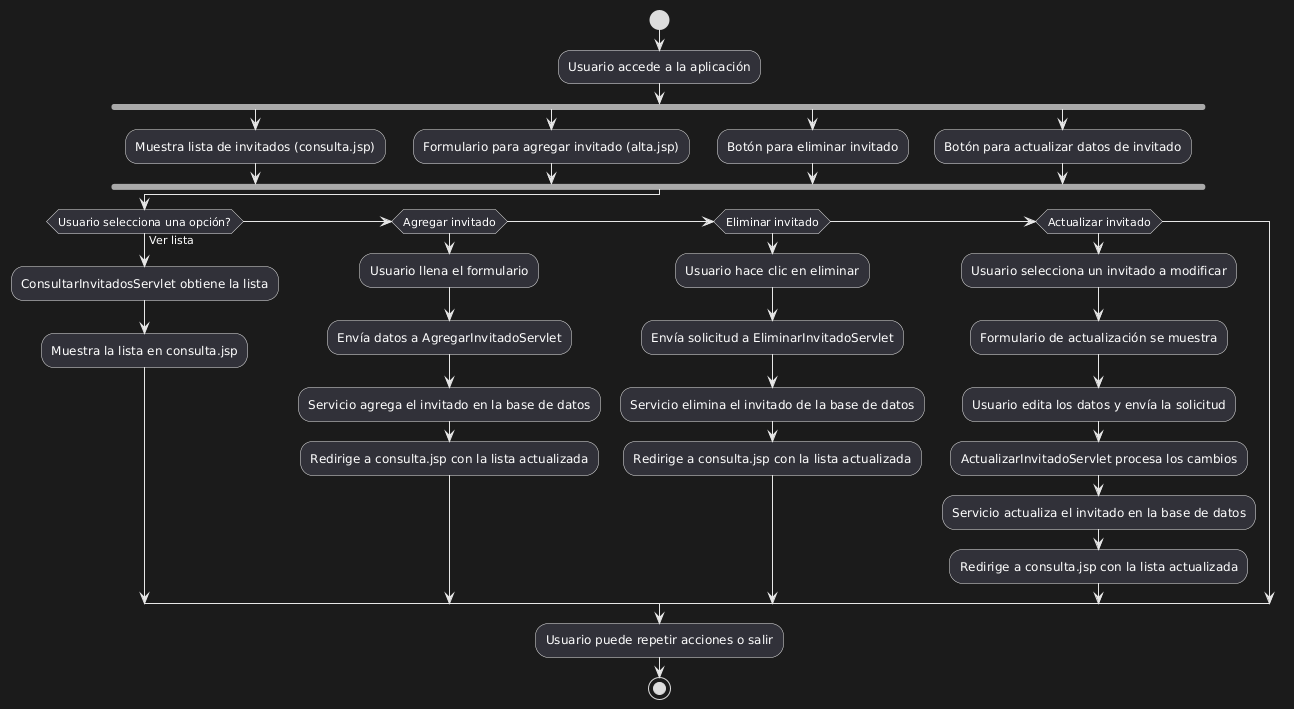 Usuario accede a la aplicación
Muestra lista de invitados (consulta.jsp)
Formulario para agregar invitado (alta.jsp)
Botón para eliminar invitado
Botón para actualizar datos de invitado
Usuario selecciona una opción?
Ver lista
ConsultarInvitadosServlet obtiene la lista
Muestra la lista en consulta.jsp
Agregar invitado
Usuario llena el formulario
Envía datos a AgregarInvitadoServlet
Servicio agrega el invitado en la base de datos
Redirige a consulta.jsp con la lista actualizada
Eliminar invitado
Usuario hace clic en eliminar
Envía solicitud a EliminarInvitadoServlet
Servicio elimina el invitado de la base de datos
Redirige a consulta.jsp con la lista actualizada
Actualizar invitado
Usuario selecciona un invitado a modificar
Formulario de actualización se muestra
Usuario edita los datos y envía la solicitud
ActualizarInvitadoServlet procesa los cambios
Servicio actualiza el invitado en la base de datos
Redirige a consulta.jsp con la lista actualizada
Usuario puede repetir acciones o salir